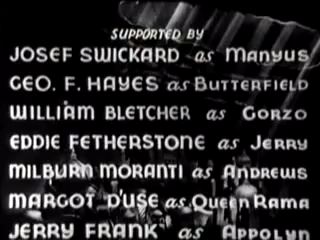 SUPPORTED BY
JOSEF SWICKARD as MANYUS
GEO. F. HAYES as BUTTERFIELD
WILLIAM BLETCHER as GORZO
EDDIE FETHERSTONE as JERRY
MILBURN MORANTI as ANDREWS
MARGOT D'USE as QUEEN RAMA
JERRY FRANK as APPOLYN